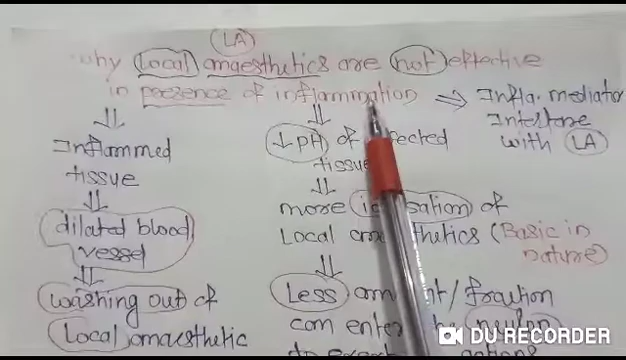 (LA)
why Local anaesthetics are not effective
in presence of inflammation ⇒ Infla. mediator
Interfere
with LA
Inflammed
tissue
dilated blood
vessel
washing out of
Local anaesthetic
↓ PH of
tissue
more of
Local (Basic in
nature)
Less / fraction
can enter
DU RECORDER